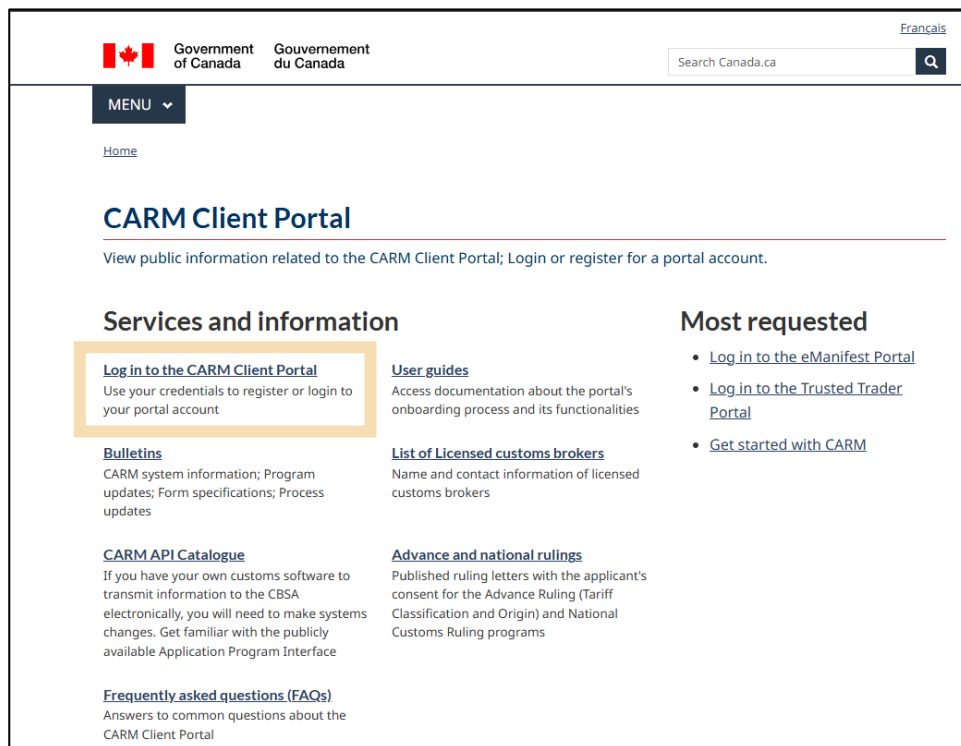 Français
Government
of Canada
Gouvernement
du Canada
Search Canada.ca
MENU
Home
CARM Client Portal
View public information related to the CARM Client Portal; Login or register for a portal account.
Services and information
Log in to the CARM Client Portal
Use your credentials to register or login to
your portal account
User guides
Access documentation about the portal's
onboarding process and its functionalities
Bulletins
CARM system information; Program
updates; Form specifications; Process
updates
List of Licensed customs brokers
Name and contact information of licensed
customs brokers
CARM API Catalogue
If you have your own customs software to
transmit information to the CBSA
electronically, you will need to make systems
changes. Get familiar with the publicly
available Application Program Interface
Advance and national rulings
Published ruling letters with the applicant's
consent for the Advance Ruling (Tariff
Classification and Origin) and National
Customs Ruling programs
Frequently asked questions (FAQs)
Answers to common questions about the
CARM Client Portal
Most requested
Log in to the eManifest Portal
Log in to the Trusted Trader
Portal
Get started with CARM